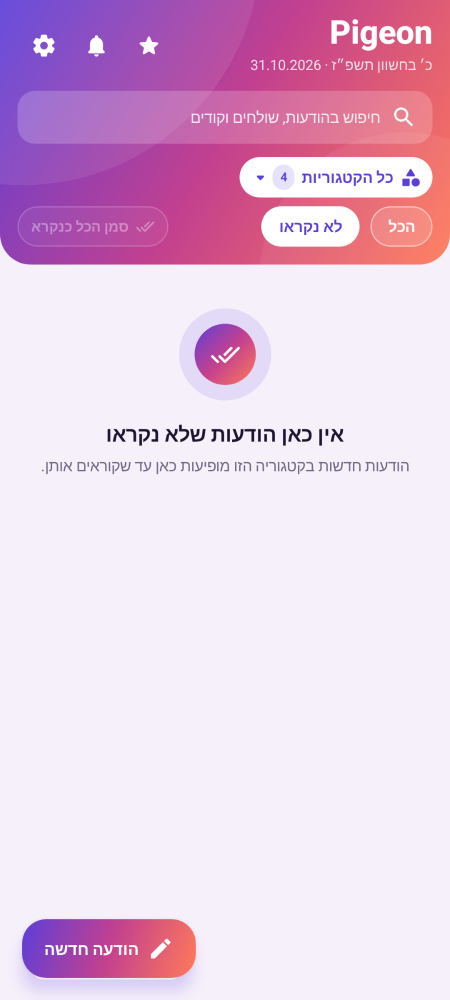 Pigeon
כ׳ בחשוון תשפ״ז · 31.10.2026
חיפוש בהודעות, שולחים וקודים
כל הקטגוריות 4
הכל
לא נקראו
סמן הכל כנקרא
אין כאן הודעות שלא נקראו
הודעות חדשות בקטגוריה הזו מופיעות כאן עד שקוראים אותן.
הודעה חדשה